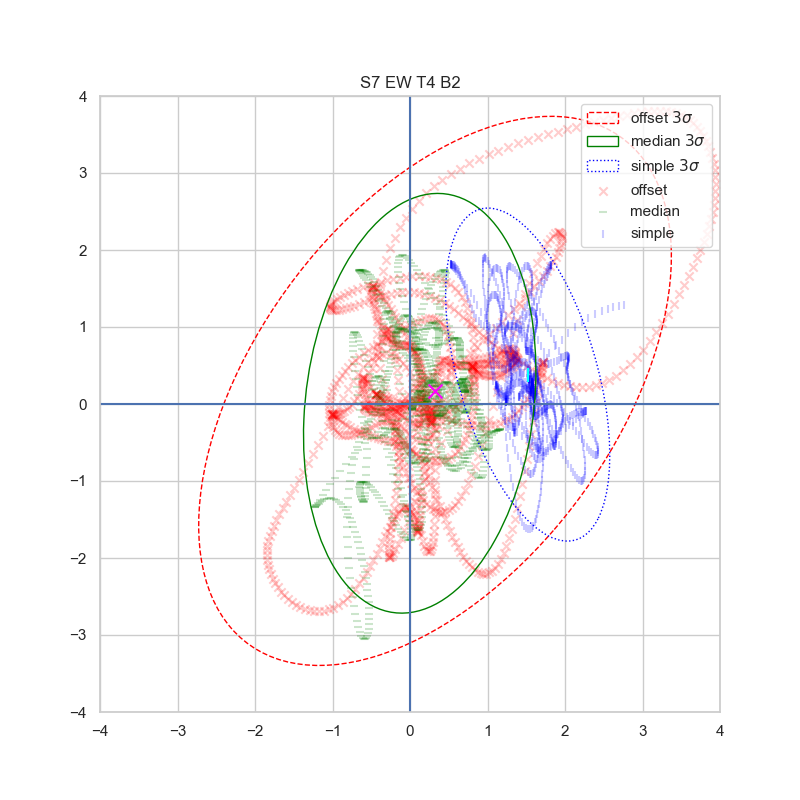 S7 EW T4 B2
offset 3σ
median 3σ
simple 3σ
offset
median
simple
4
3
2
1
0
−1
−2
−3
−4
−4 −3 −2 −1 0 1 2 3 4